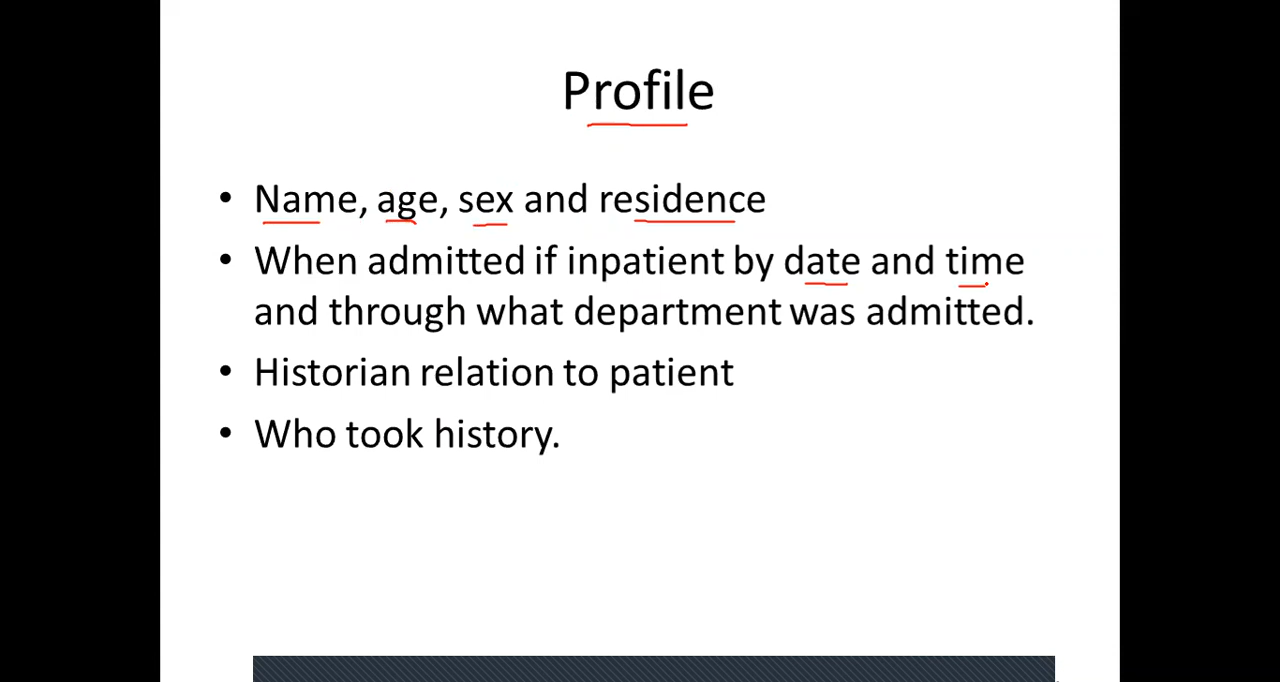 Profile
• Name, age, sex and residence
• When admitted if inpatient by date and time
and through what department was admitted.
• Historian relation to patient
• Who took history.